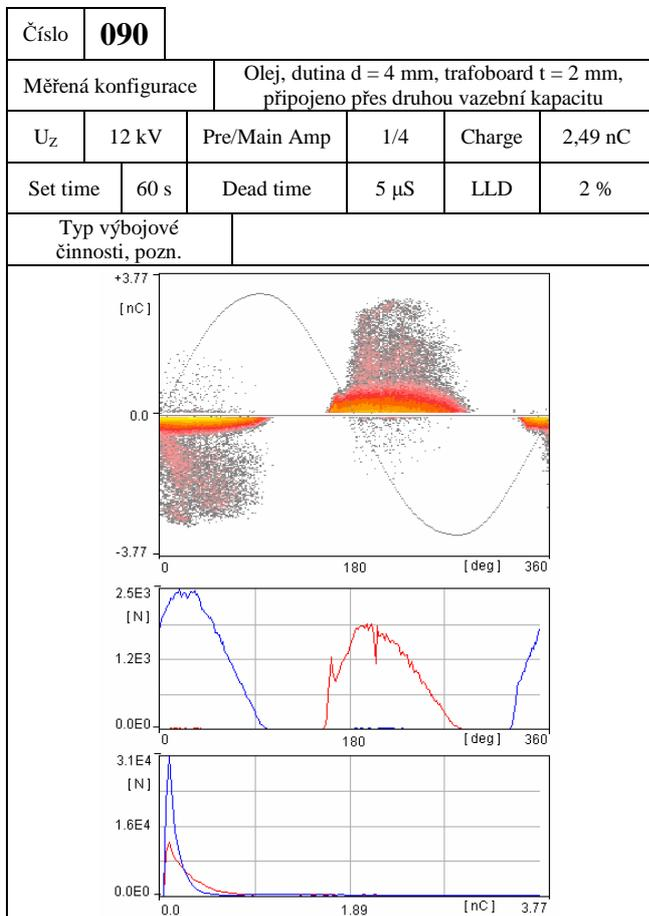 Číslo 090
Měřená konfigurace
Olej, dutina d = 4 mm, trafoboard t = 2 mm,
připojeno přes druhou vazební kapacitu
UZ 12 kV Pre/Main Amp 1/4 Charge 2,49 nC
Set time 60 s Dead time 5 μS LLD 2 %
Typ výbojové
činnosti, pozn.
+3.77
[nC]
0.0
-3.77
0 180 [deg] 360
2.5E3
[N]
1.2E3
0.0E0
0 180 [deg] 360
3.1E4
[N]
1.6E4
0.0E0
0.0 1.89 [nC] 3.77